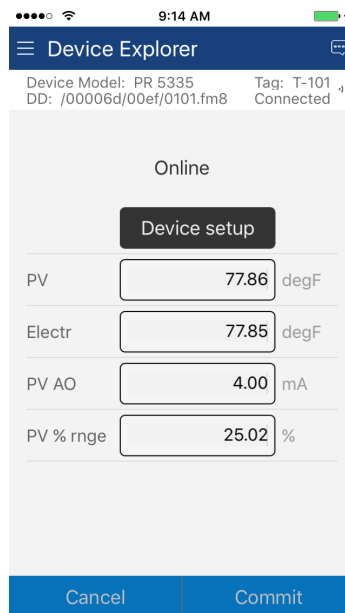 9:14 AM
Device Explorer
Device Model: PR 5335 Tag: T-101
DD: /00006d/00ef/0101.fm8 Connected
Online
Device setup
PV 77.86 degF
Electr 77.85 degF
PV AO 4.00 mA
PV % rnge 25.02 %
Cancel Commit